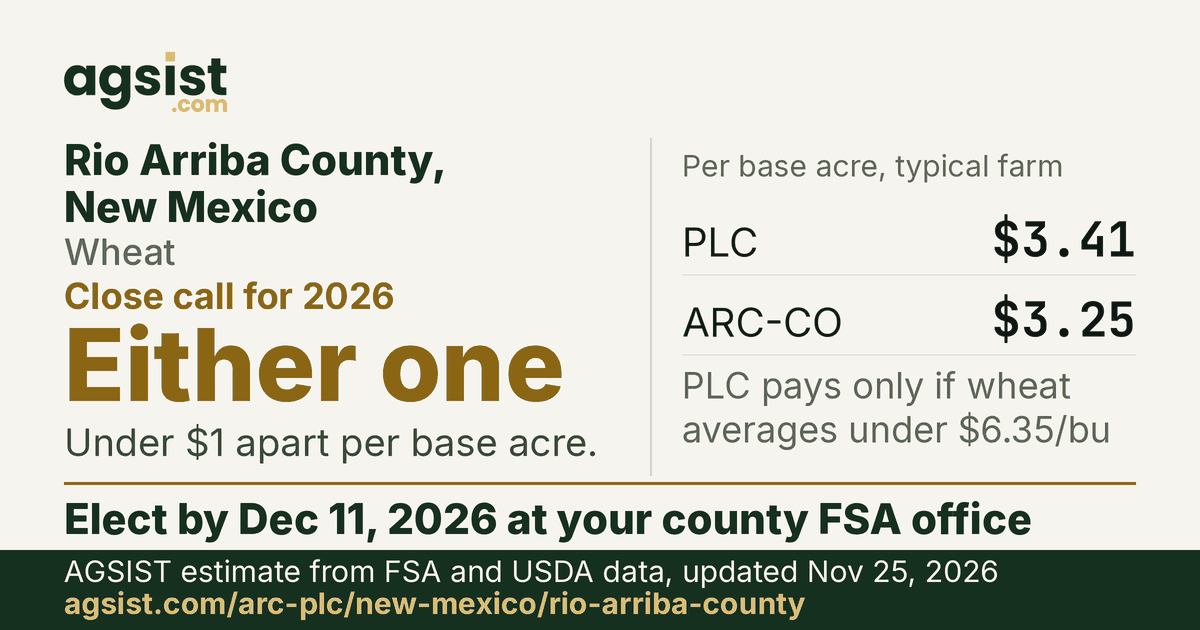 agsist
.com
Rio Arriba County,
New Mexico
Wheat
Close call for 2026
Either one
Under $1 apart per base acre.
Per base acre, typical farm
PLC $3.41
ARC-CO $3.25
PLC pays only if wheat
averages under $6.35/bu
Elect by Dec 11, 2026 at your county FSA office
AGSIST estimate from FSA and USDA data, updated Nov 25, 2026
agsist.com/arc-plc/new-mexico/rio-arriba-county